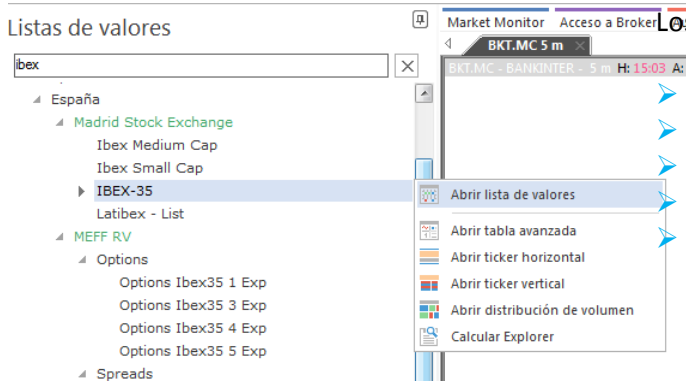 Listas de valores
ibex
España
Madrid Stock Exchange
Ibex Medium Cap
Ibex Small Cap
IBEX-35
Latibex - List
MEFF RV
Options
Options Ibex35 1 Exp
Options Ibex35 3 Exp
Options Ibex35 4 Exp
Options Ibex35 5 Exp
Spreads
Market Monitor Acceso a Broker
Los
BKT.MC 5 m
BKT.MC - BANKINTER - 5 m H: 15:03 A:
Abrir lista de valores
Abrir tabla avanzada
Abrir ticker horizontal
Abrir ticker vertical
Abrir distribución de volumen
Calcular Explorer